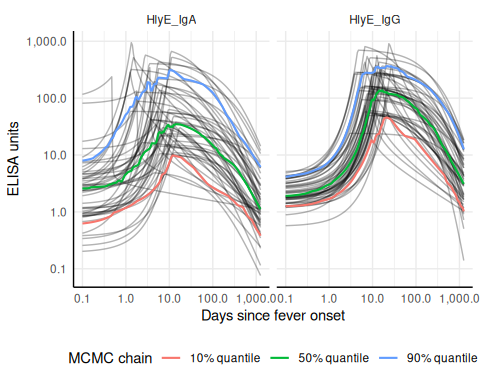 HlyE_IgA HlyE_IgG
1,000.0
100.0
10.0
1.0
0.1
ELISA units
0.1 1.0 10.0 100.0 1,000.0 0.1 1.0 10.0 100.0 1,000.0
Days since fever onset
MCMC chain 10% quantile 50% quantile 90% quantile